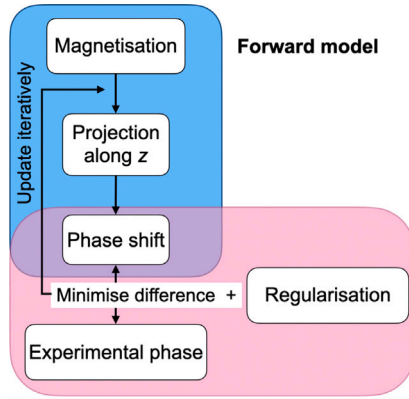 Magnetisation
Forward model
Update iteratively
Projection
along z
Phase shift
Minimise difference +
Regularisation
Experimental phase